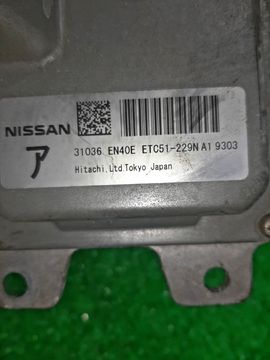 NISSAN
ア
31036 EN40E ETC51-229N A1 9303
Hitachi.Ltd.Tokyo Japan